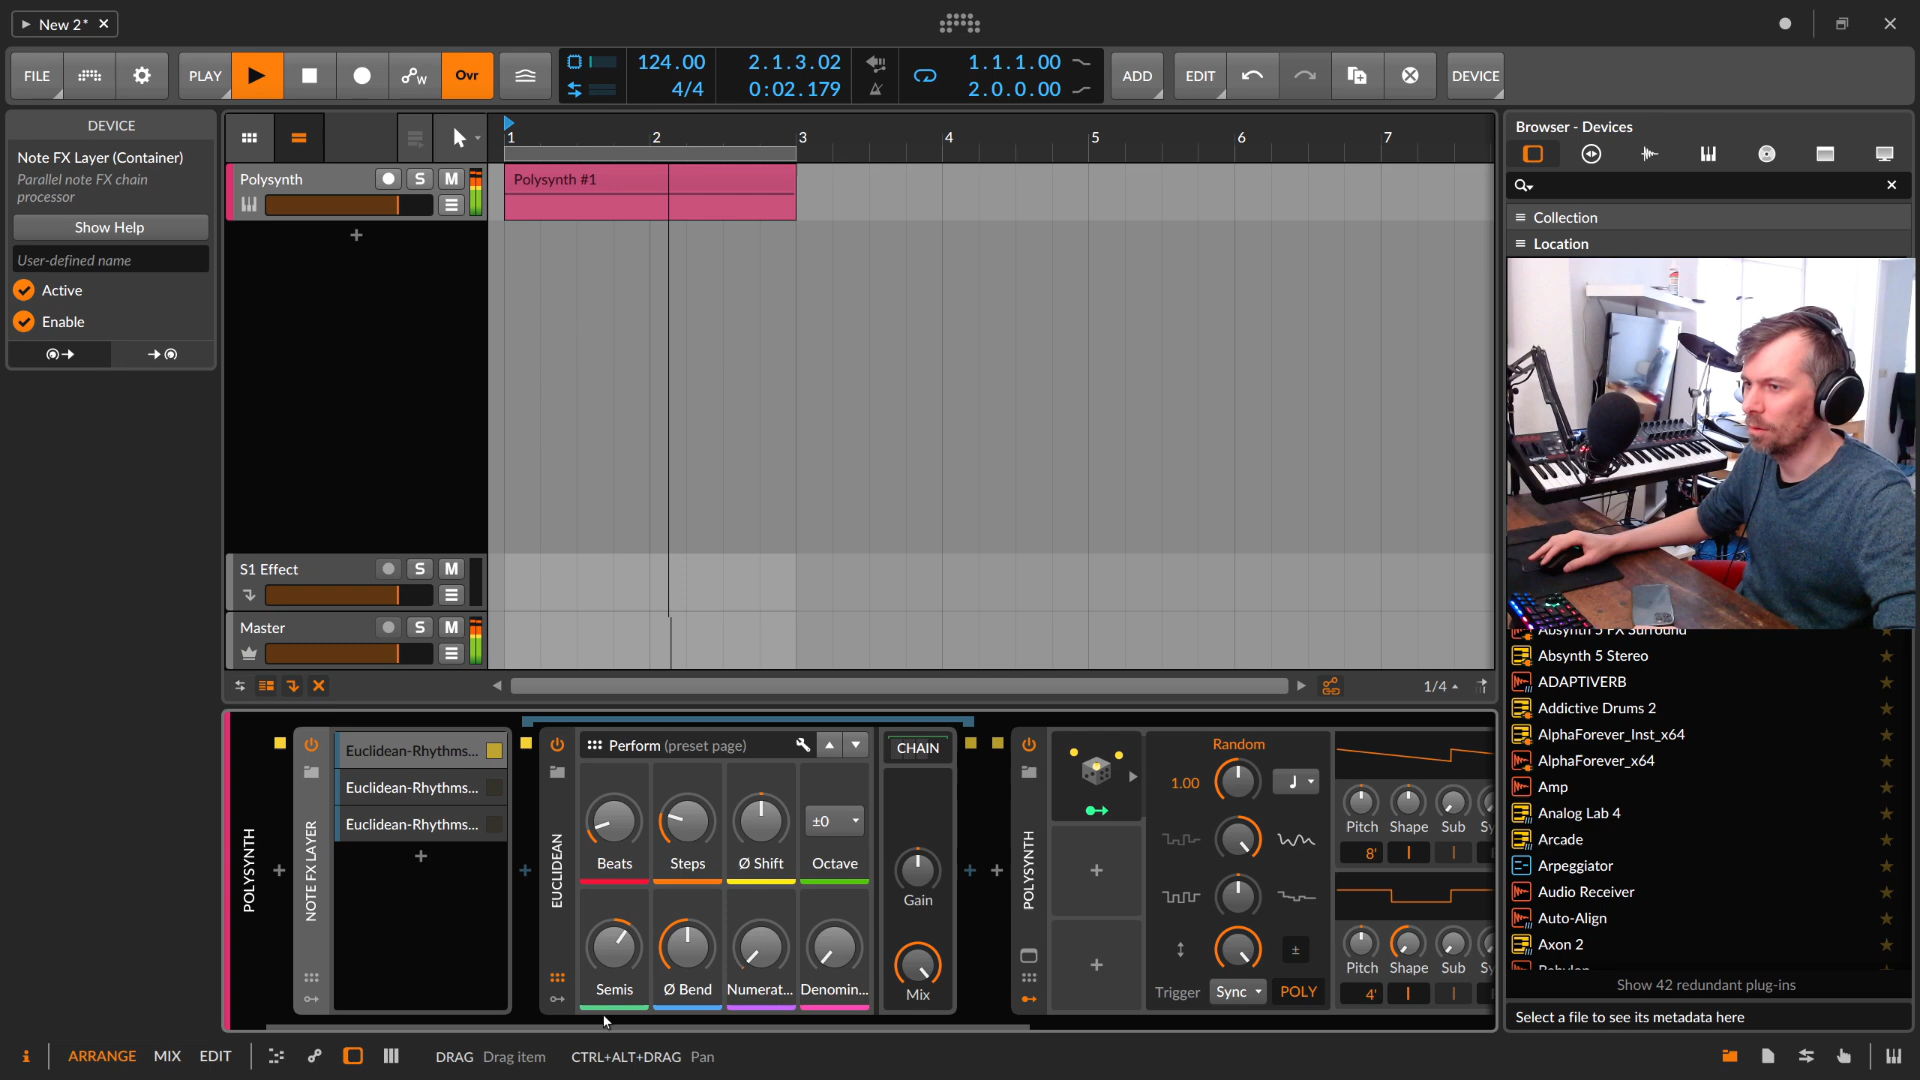 New 2*
FILE
PLAY
Ovr
124.00
4/4
2.1.3.02
0:02.179
1.1.1.00
2.0.0.00
ADD
EDIT
DEVICE
DEVICE
Note FX Layer (Container)
Parallel note FX chain
processor
Show Help
User-defined name
Active
Enable
1 2 3 4 5 6 7
Polysynth
S M
Polysynth #1
S1 Effect
S M
Master
S M
1/4
Browser - Devices
Collection
Location
Absynth 5 FX Surround
Absynth 5 Stereo
ADAPTIVERB
Addictive Drums 2
AlphaForever_Inst_x64
AlphaForever_x64
Amp
Analog Lab 4
Arcade
Arpeggiator
Audio Receiver
Auto-Align
Axon 2
Show 42 redundant plug-ins
Select a file to see its metadata here
POLYSYNTH
NOTE FX LAYER
Euclidean-Rhythms...
Euclidean-Rhythms...
Euclidean-Rhythms...
EUCLIDEAN
Perform (preset page)
Beats
Steps
Ø Shift
±0
Octave
Semis
Ø Bend
Numerat...
Denomin...
CHAIN
Gain
Mix
POLYSYNTH
Random
1.00
±
Trigger
Sync
POLY
Pitch Shape Sub
8'
Pitch Shape Sub
4'
ARRANGE MIX EDIT
DRAG Drag item
CTRL+ALT+DRAG Pan